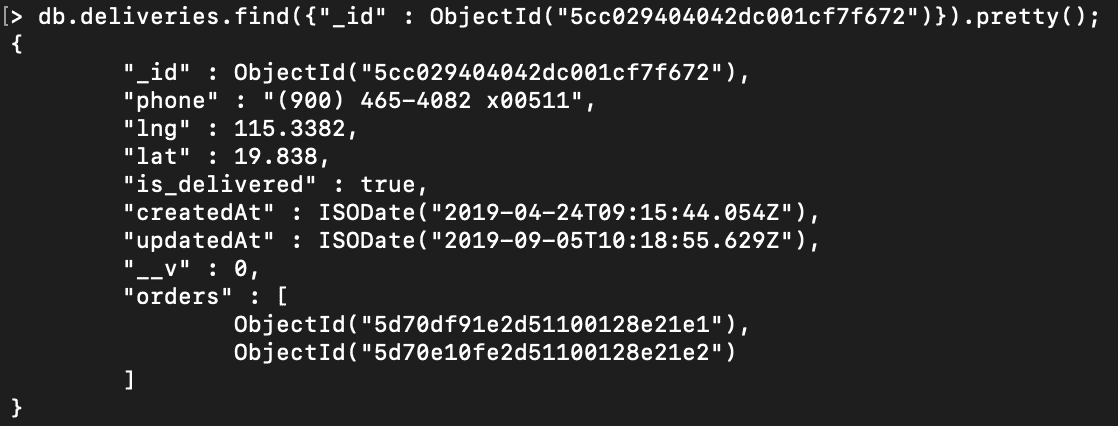 [> db.deliveries.find({"_id" : ObjectId("5cc029404042dc001cf7f672")}).pretty();
{
        "_id" : ObjectId("5cc029404042dc001cf7f672"),
        "phone" : "(900) 465-4082 x00511",
        "lng" : 115.3382,
        "lat" : 19.838,
        "is_delivered" : true,
        "createdAt" : ISODate("2019-04-24T09:15:44.054Z"),
        "updatedAt" : ISODate("2019-09-05T10:18:55.629Z"),
        "__v" : 0,
        "orders" : [
                ObjectId("5d70df91e2d51100128e21e1"),
                ObjectId("5d70e10fe2d51100128e21e2")
        ]
}